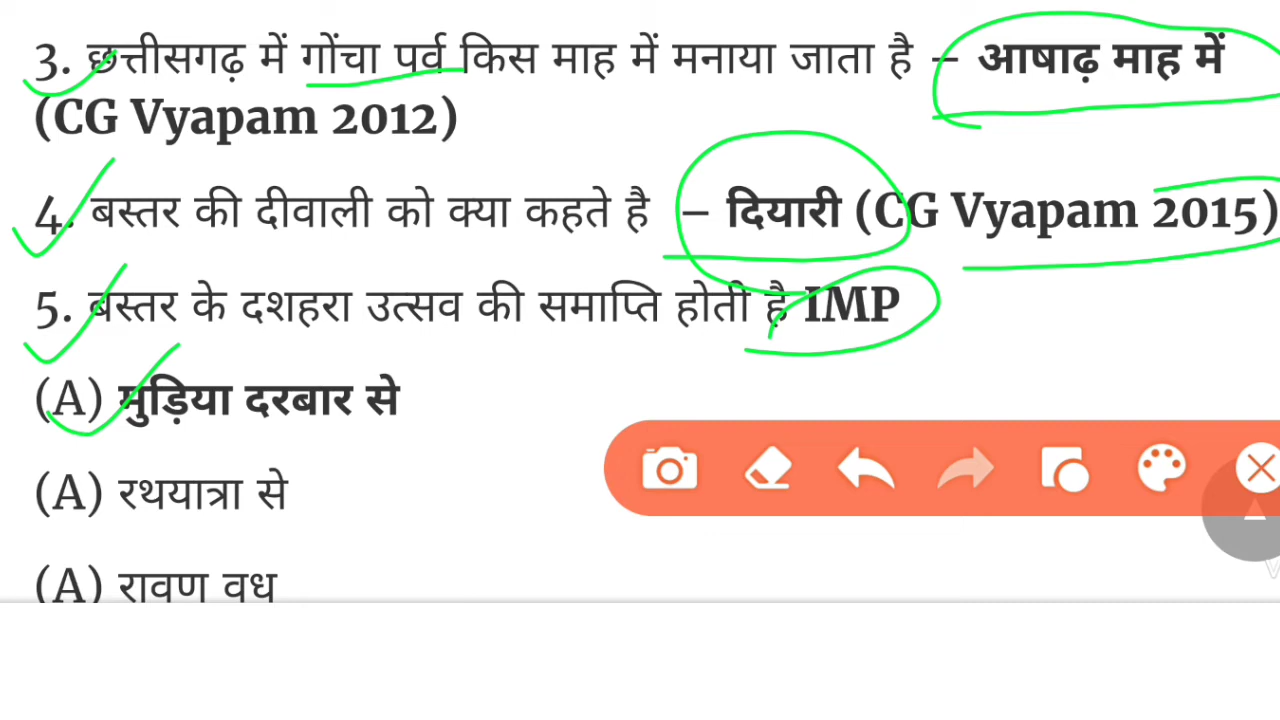 3. छत्तीसगढ़ में गोंचा पर्व किस माह में मनाया जाता है – आषाढ़ माह में
(CG Vyapam 2012)
4. बस्तर की दीवाली को क्या कहते है – दियारी (CG Vyapam 2015)
5. बस्तर के दशहरा उत्सव की समाप्ति होती है IMP
(A) मुड़िया दरबार से
(A) रथयात्रा से
(A) रावण वध